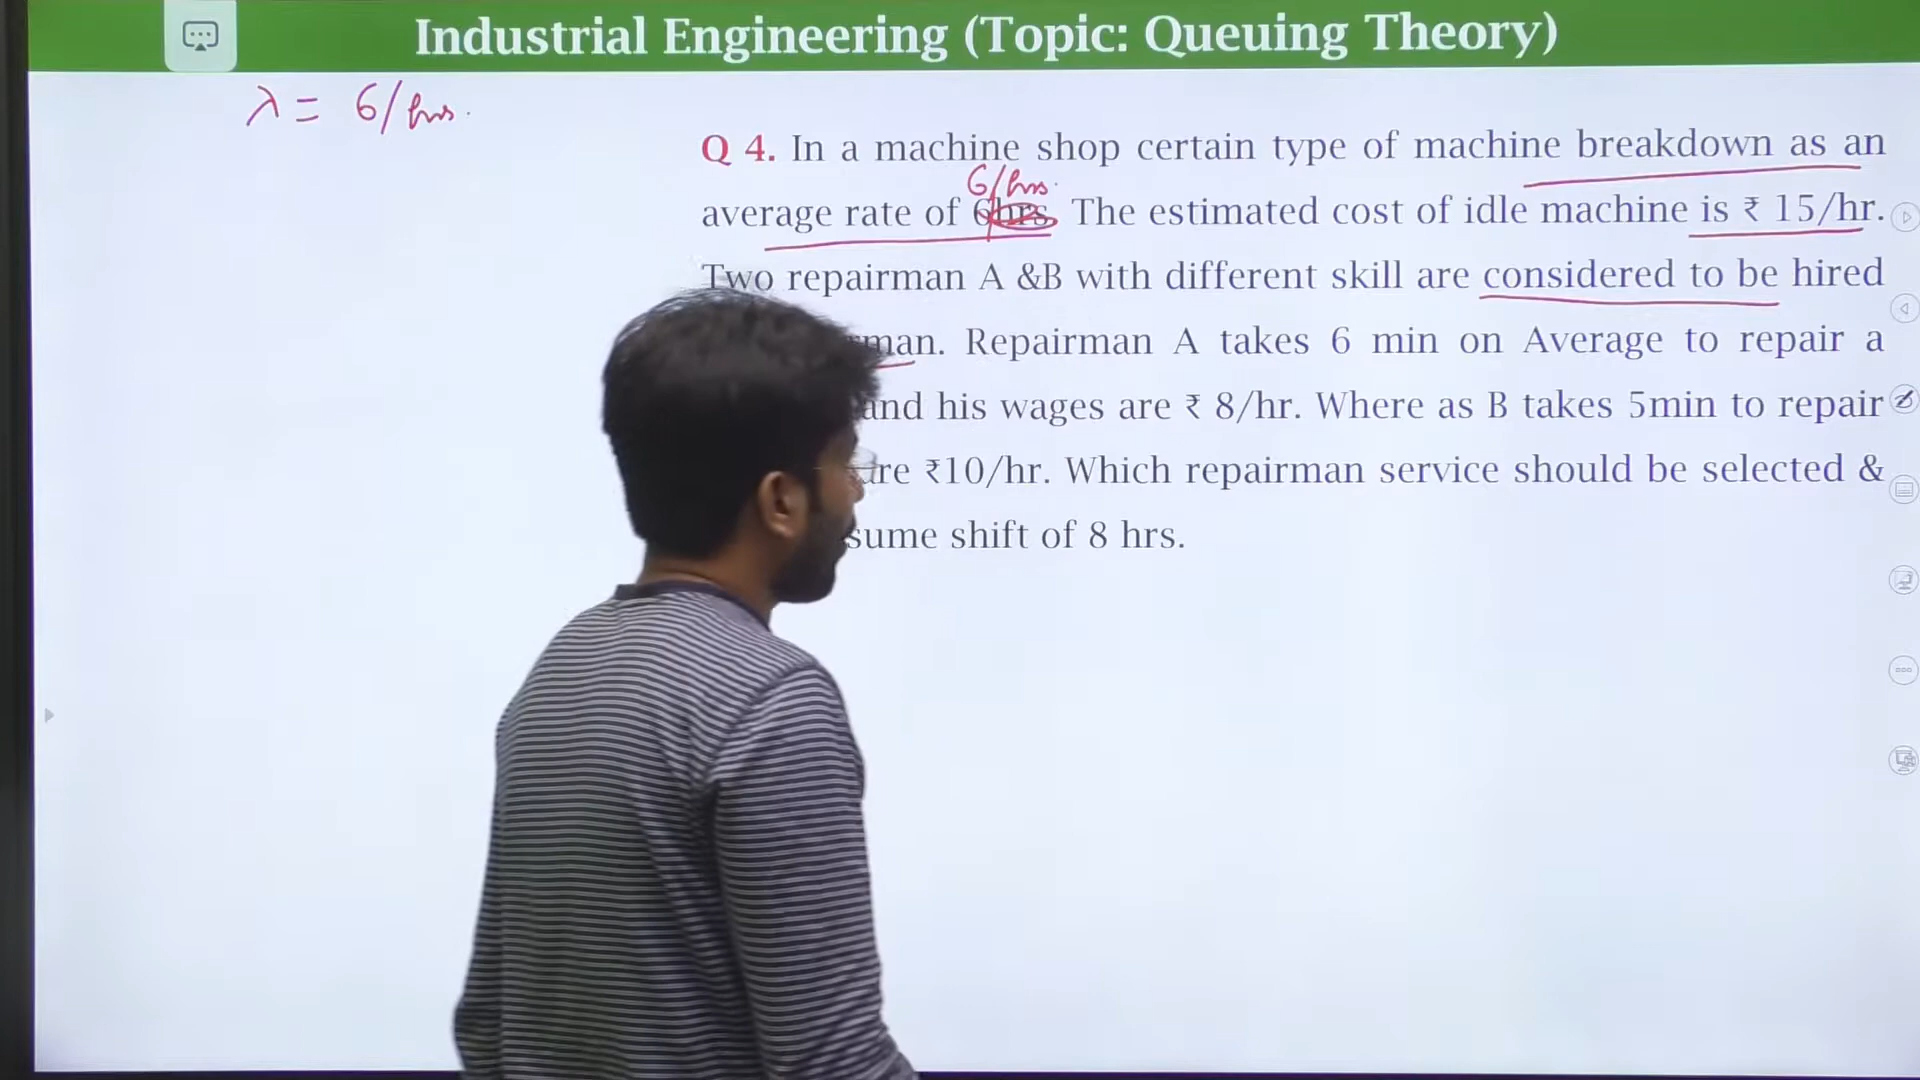 Industrial Engineering (Topic: Queuing Theory)
λ = 6/hrs.
Q 4. In a machine shop certain type of machine breakdown as an
6/hrs.
average rate of 6hrs. The estimated cost of idle machine is ₹ 15/hr.
Two repairman A &B with different skill are considered to be hired
man. Repairman A takes 6 min on Average to repair a
and his wages are ₹ 8/hr. Where as B takes 5min to repair
are ₹10/hr. Which repairman service should be selected &
sume shift of 8 hrs.